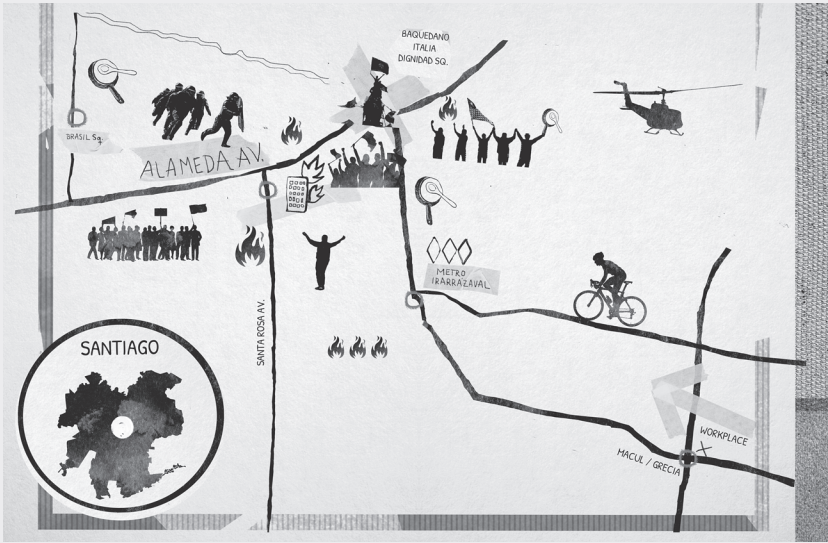 BAQUEDANO
ITALIA
DIGNIDAD SQ.
BRASIL Sq.
ALAMEDA AV.
METRO
IRARRAZAVAL
SANTA ROSA AV.
SANTIAGO
WORKPLACE
MACUL / GRECIA